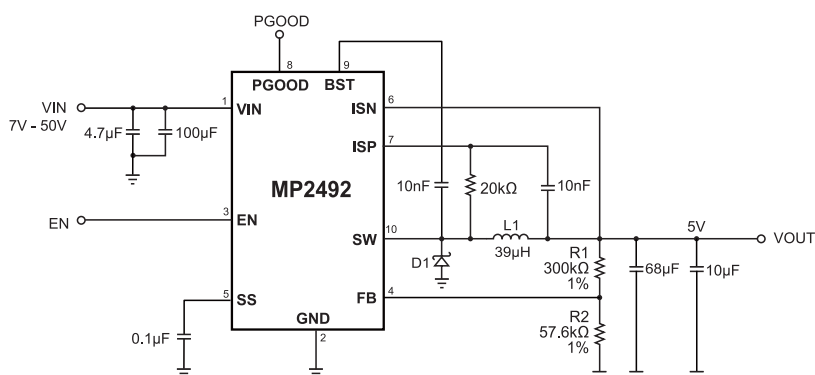 PGOOD
8
9
PGOOD
BST
VIN
7V - 50V
1
VIN
4.7µF
100µF
ISN
6
ISP
7
MP2492
10nF
20kΩ
10nF
EN
3
EN
SW
10
L1
39µH
5V
VOUT
D1
R1
300kΩ
1%
68µF
10µF
5
SS
FB
4
0.1µF
GND
2
R2
57.6kΩ
1%